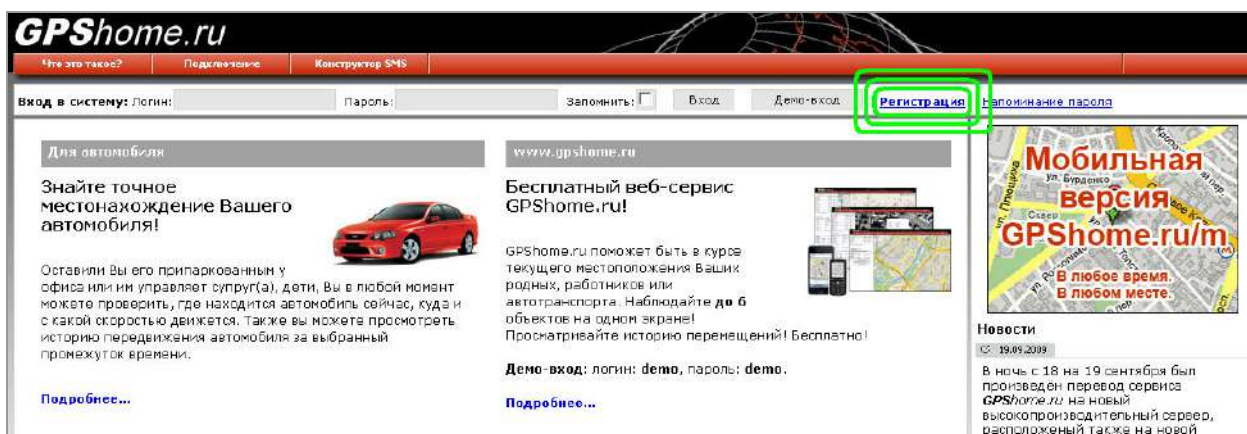 GPShome.ru
Что это такое? Подключение Конструктор SMS
Вход в систему: Логин: Пароль: Запомнить: Вход Демо-вход Регистрация Напоминание пароля
Для автомобиля
Знайте точное
местонахождение Вашего
автомобиля!
Оставили Вы его припаркованным у
офиса или им управляет супруг(а), дети, Вы в любой момент
можете проверить, где находится автомобиль сейчас, куда и
с какой скоростью движется. Также вы можете просмотреть
историю передвижения автомобиля за выбранный
промежуток времени.
Подробнее...
www.gpshome.ru
Бесплатный веб-сервис
GPShome.ru!
GPShome.ru поможет быть в курсе
текущего местоположения Ваших
родных, работников или
автотранспорта. Наблюдайте до 6
объектов на одном экране!
Просматривайте историю перемещений! Бесплатно!
Демо-вход: логин: demo, пароль: demo.
Подробнее...
ул. Плющиха
ул. Бурденко
Мобильная
версия
GPShome.ru/m
В любое время.
В любом месте.
Новости
19.09.2009
В ночь с 18 на 19 сентября был
произведён перевод сервиса
GPShome.ru на новый
высокопроизводительный сервер,
расположеный также на новой